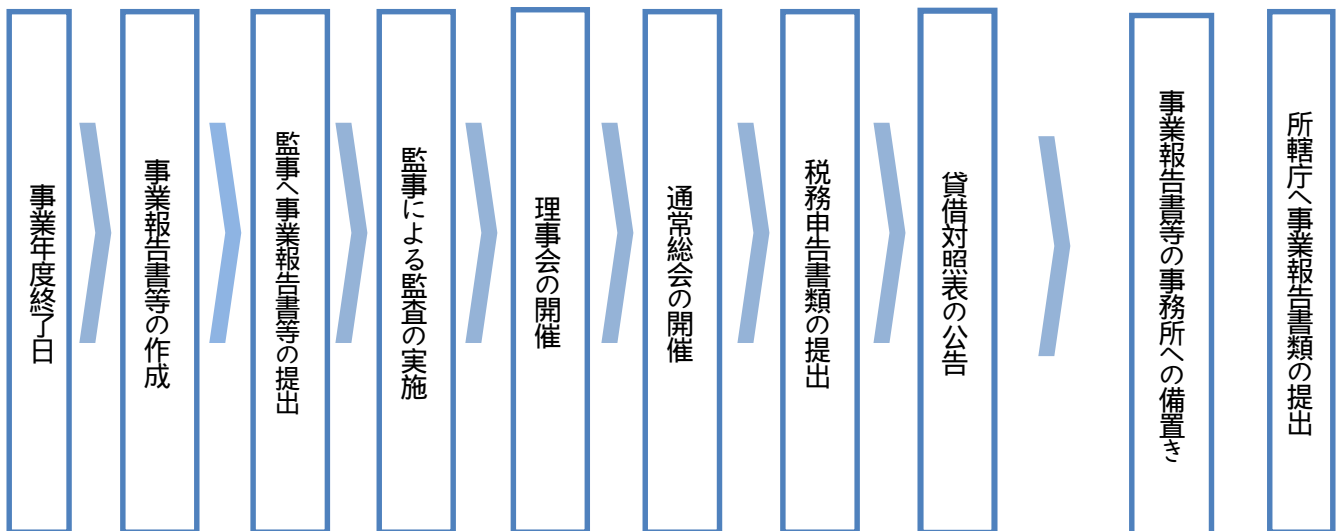 事業年度終了日
事業報告書等の作成
監事へ事業報告書等の提出
監事による監査の実施
理事会の開催
通常総会の開催
税務申告書類の提出
貸借対照表の公告
事業報告書等の事務所への備置き
所轄庁へ事業報告書類の提出